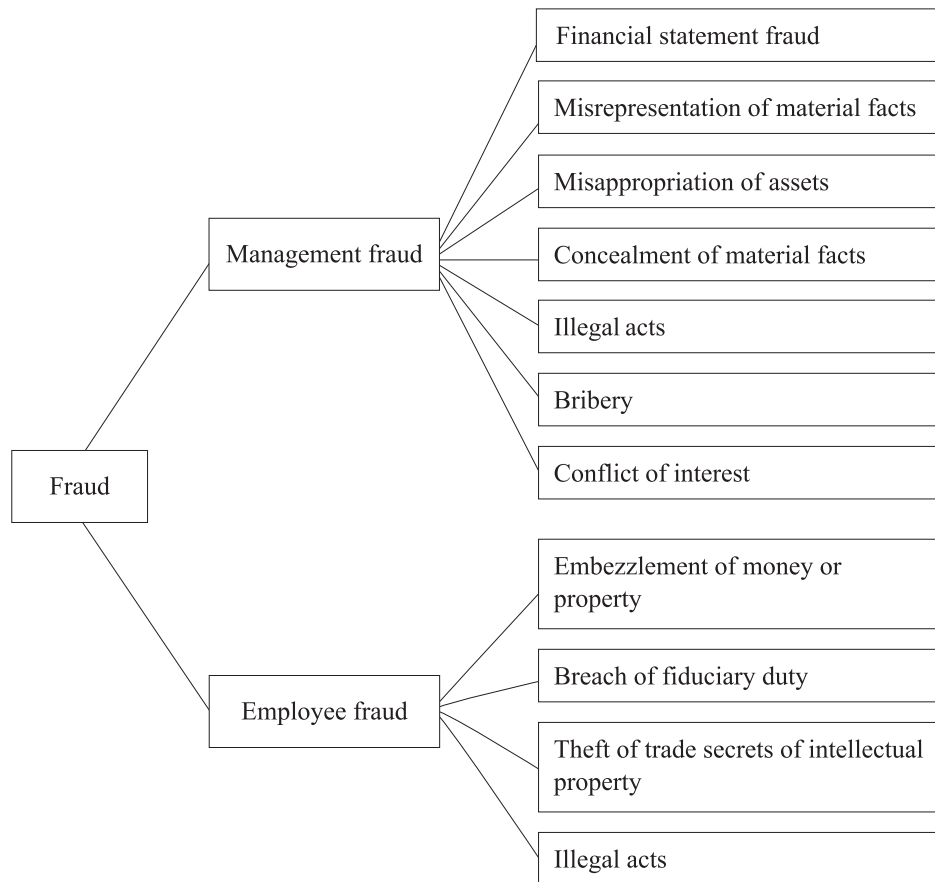 Financial statement fraud
Misrepresentation of material facts
Misappropriation of assets
Management fraud
Concealment of material facts
Illegal acts
Bribery
Fraud
Conflict of interest
Embezzlement of money or
property
Employee fraud
Breach of fiduciary duty
Theft of trade secrets of intellectual
property
Illegal acts